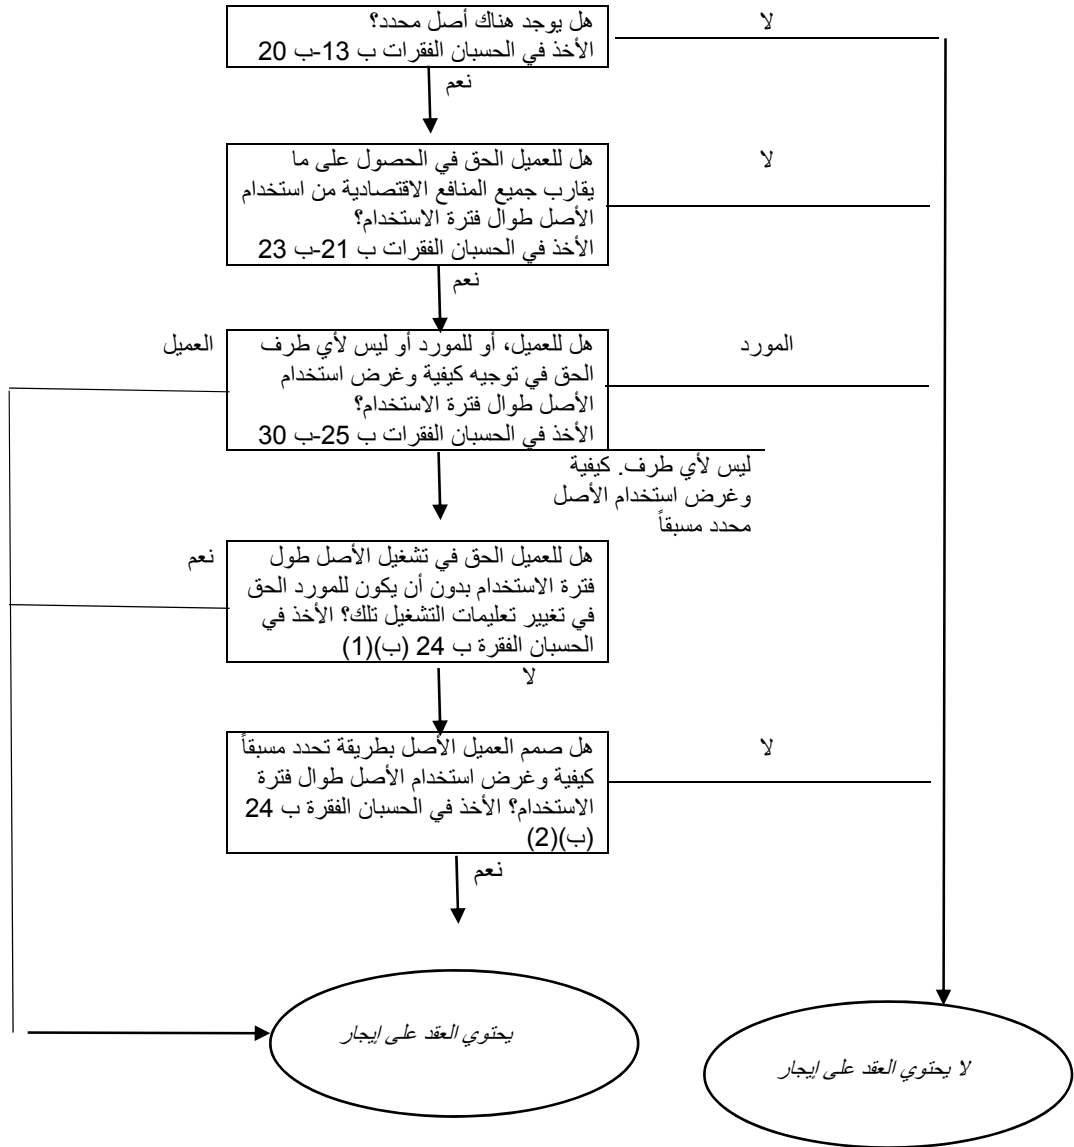 هل يوجد هناك أصل محدد؟
الأخذ في الحسبان الفقرات ب 13-ب 20
لا
نعم
هل للعميل الحق في الحصول على ما
يقارب جميع المنافع الاقتصادية من استخدام
الأصل طوال فترة الاستخدام؟
الأخذ في الحسبان الفقرات ب 21-ب 23
لا
نعم
هل للعميل، أو للمورد أو ليس لأي طرف
الحق في توجيه كيفية وغرض استخدام
الأصل طوال فترة الاستخدام؟
الأخذ في الحسبان الفقرات ب 25-ب 30
المورد
العميل
ليس لأي طرف. كيفية
وغرض استخدام الأصل
محدد مسبقاً
هل للعميل الحق في تشغيل الأصل طول
فترة الاستخدام بدون أن يكون للمورد الحق
في تغيير تعليمات التشغيل تلك؟ الأخذ في
الحسبان الفقرة ب 24 (ب)(1)
نعم
لا
هل صمم العميل الأصل بطريقة تحدد مسبقاً
كيفية وغرض استخدام الأصل طوال فترة
الاستخدام؟ الأخذ في الحسبان الفقرة ب 24
(ب)(2)
لا
نعم
يحتوي العقد على إيجار
لا يحتوي العقد على إيجار